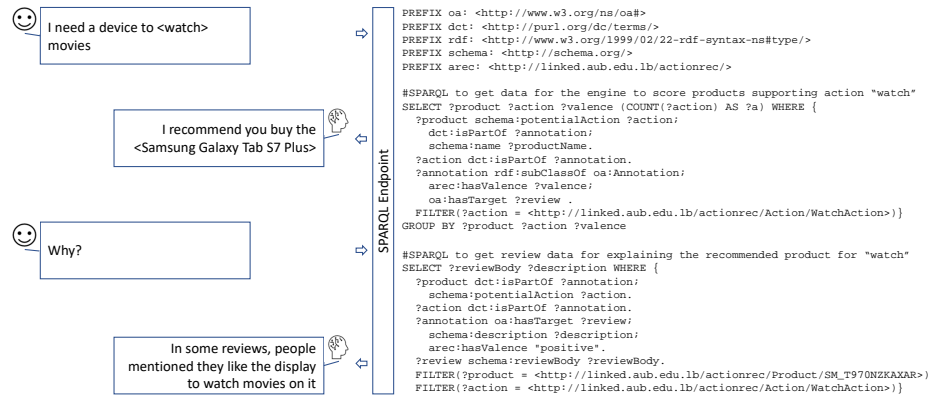 I need a device to <watch>
movies
I recommend you buy the
<Samsung Galaxy Tab S7 Plus>
Why?
In some reviews, people
mentioned they like the display
to watch movies on it
SPARQL Endpoint
PREFIX oa: <http://www.w3.org/ns/oa#>
PREFIX dct: <http://purl.org/dc/terms/>
PREFIX rdf: <http://www.w3.org/1999/02/22-rdf-syntax-ns#type/>
PREFIX schema: <http://schema.org/>
PREFIX arec: <http://linked.aub.edu.lb/actionrec/>
#SPARQL to get data for the engine to score products supporting action "watch"
SELECT ?product ?action ?valence (COUNT(?action) AS ?a) WHERE {
?product schema:potentialAction ?action;
dct:isPartOf ?annotation;
schema:name ?productName.
?action dct:isPartOf ?annotation.
?annotation rdf:subClassOf oa:Annotation;
arec:hasValence ?valence;
oa:hasTarget ?review .
FILTER(?action = <http://linked.aub.edu.lb/actionrec/Action/WatchAction>)}
GROUP BY ?product ?action ?valence
#SPARQL to get review data for explaining the recommended product for "watch"
SELECT ?reviewBody ?description WHERE {
?product dct:isPartOf ?annotation;
schema:potentialAction ?action.
?action dct:isPartOf ?annotation.
?annotation oa:hasTarget ?review;
schema:description ?description;
arec:hasValence "positive".
?review schema:reviewBody ?reviewBody.
FILTER(?product = <http://linked.aub.edu.lb/actionrec/Product/SM_T970NZKAXAR>)
FILTER(?action = <http://linked.aub.edu.lb/actionrec/Action/WatchAction>)}